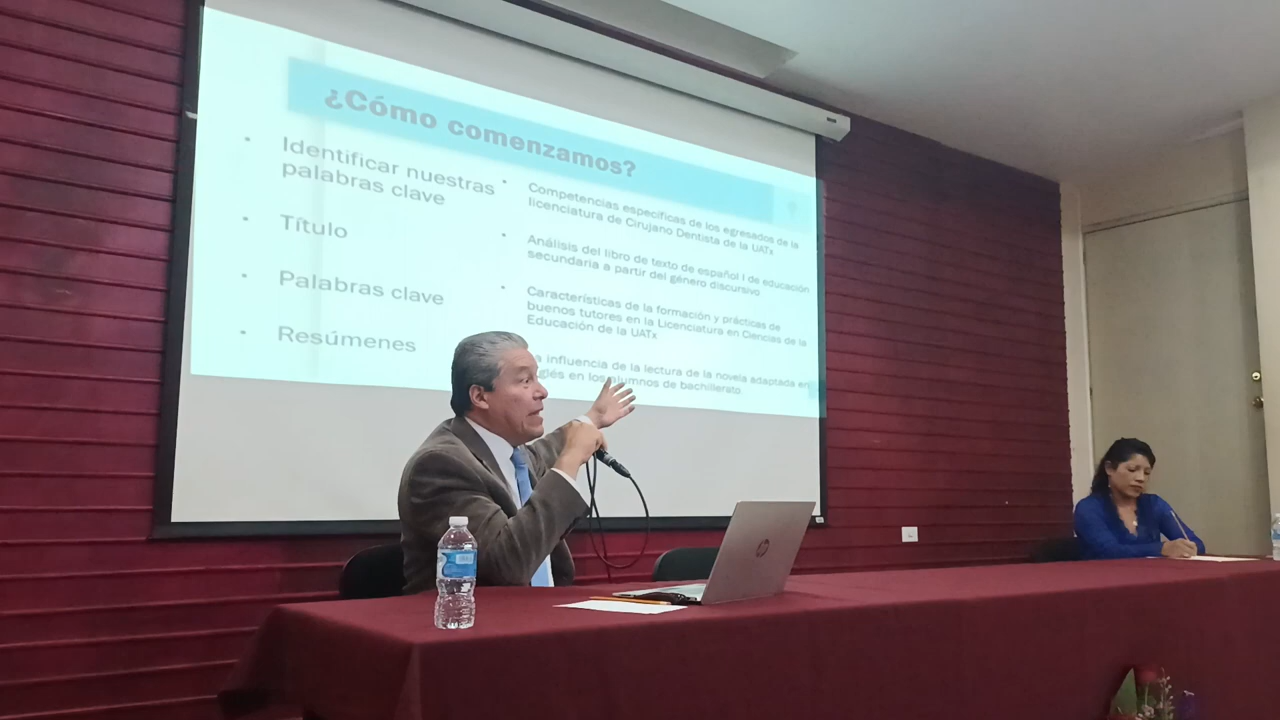 ¿Cómo comenzamos?
• Identificar nuestras
palabras clave
• Título
• Palabras clave
• Resúmenes
• Competencias específicas de los egresados de la
licenciatura de Cirujano Dentista de la UATx
• Análisis del libro de texto de español I de educación
secundaria a partir del género discursivo
• Características de la formación y prácticas de
buenos tutores en la Licenciatura en Ciencias de la
Educación de la UATx
influencia de la lectura de la novela adaptada en
en los alumnos de bachillerato
hp